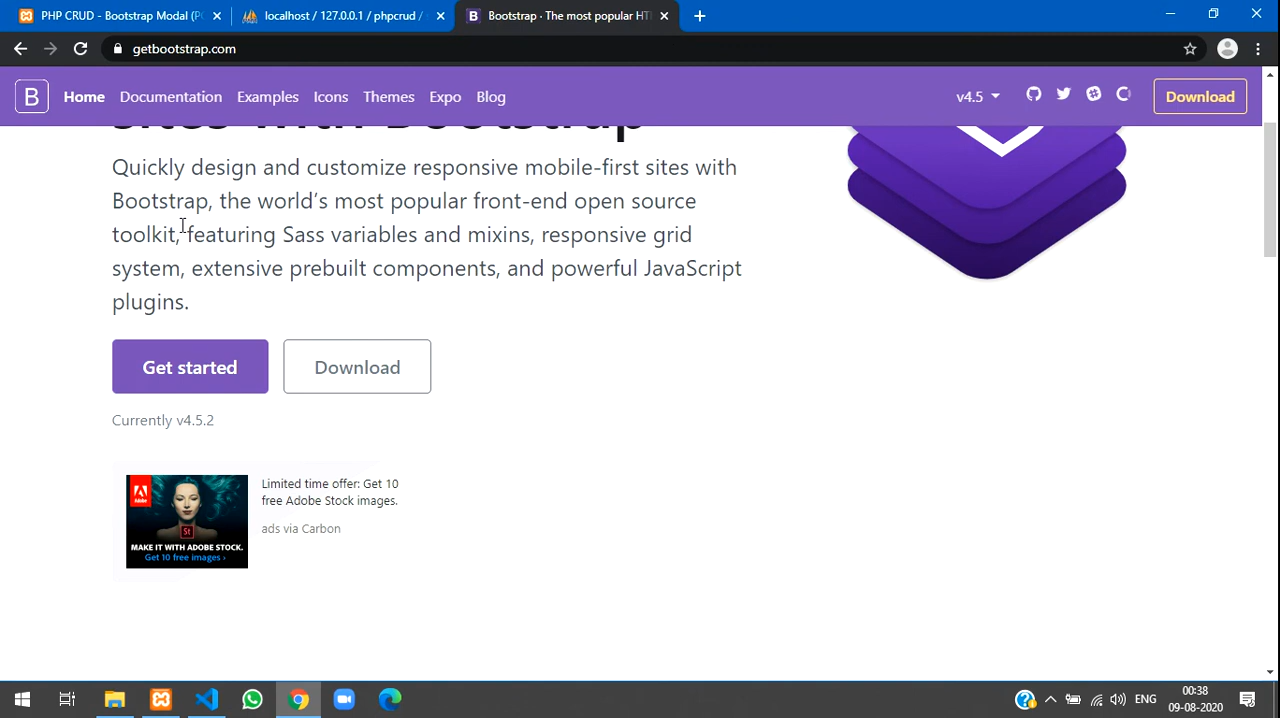 PHP CRUD - Bootstrap Modal (P
localhost / 127.0.0.1 / phpcrud /
B Bootstrap · The most popular HT
getbootstrap.com
B Home Documentation Examples Icons Themes Expo Blog v4.5 Download
Sites with Bootstrap
Quickly design and customize responsive mobile-first sites with
Bootstrap, the world’s most popular front-end open source
toolkit, featuring Sass variables and mixins, responsive grid
system, extensive prebuilt components, and powerful JavaScript
plugins.
Get started Download
Currently v4.5.2
Adobe
St
MAKE IT WITH ADOBE STOCK.
Get 10 free images ›
Limited time offer: Get 10
free Adobe Stock images.
ads via Carbon
ENG
00:38
09-08-2020